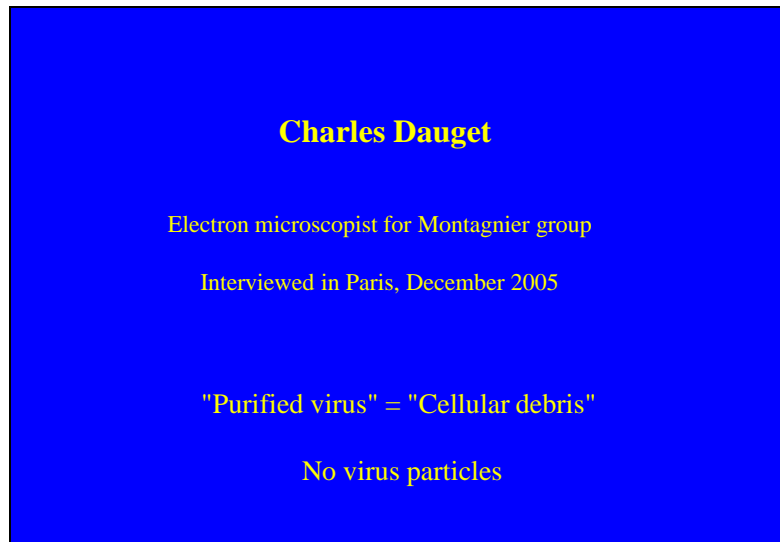 Charles Dauget
Electron microscopist for Montagnier group
Interviewed in Paris, December 2005
"Purified virus" = "Cellular debris"
No virus particles